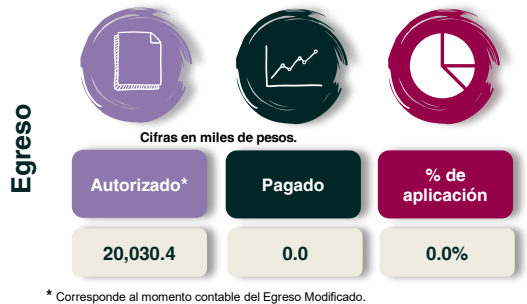 Egreso
Cifras en miles de pesos.
Autorizado*
Pagado
% de
aplicación
20,030.4
0.0
0.0%
* Corresponde al momento contable del Egreso Modificado.